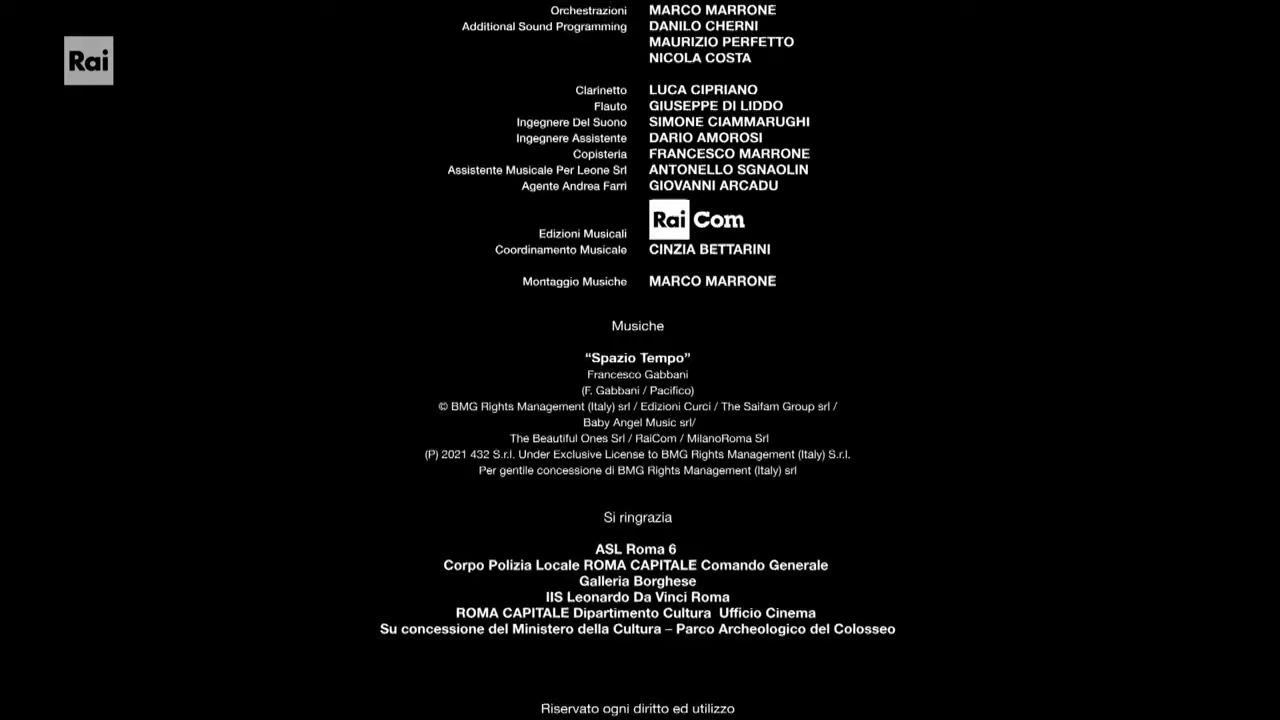 Orchestrazioni MARCO MARRONE
Additional Sound Programming DANILO CHERNI
MAURIZIO PERFETTO
NICOLA COSTA
Rai
Clarinetto LUCA CIPRIANO
Flauto GIUSEPPE DI LIDDO
Ingegnere Del Suono SIMONE CIAMMARUGHI
Ingegnere Assistente DARIO AMOROSI
Copisteria FRANCESCO MARRONE
Assistente Musicale Per Leone Srl ANTONELLO SGNAOLIN
Agente Andrea Farri GIOVANNI ARCADU
Edizioni Musicali Rai Com
Coordinamento Musicale CINZIA BETTARINI
Montaggio Musiche MARCO MARRONE
Musiche
“Spazio Tempo”
Francesco Gabbani
(F. Gabbani / Pacifico)
© BMG Rights Management (Italy) srl / Edizioni Curci / The Saifam Group srl /
Baby Angel Music srl/
The Beautiful Ones Srl / RaiCom / MilanoRoma Srl
(P) 2021 432 S.r.l. Under Exclusive License to BMG Rights Management (Italy) S.r.l.
Per gentile concessione di BMG Rights Management (Italy) srl
Si ringrazia
ASL Roma 6
Corpo Polizia Locale ROMA CAPITALE Comando Generale
Galleria Borghese
IIS Leonardo Da Vinci Roma
ROMA CAPITALE Dipartimento Cultura Ufficio Cinema
Su concessione del Ministero della Cultura – Parco Archeologico del Colosseo
Riservato ogni diritto ed utilizzo